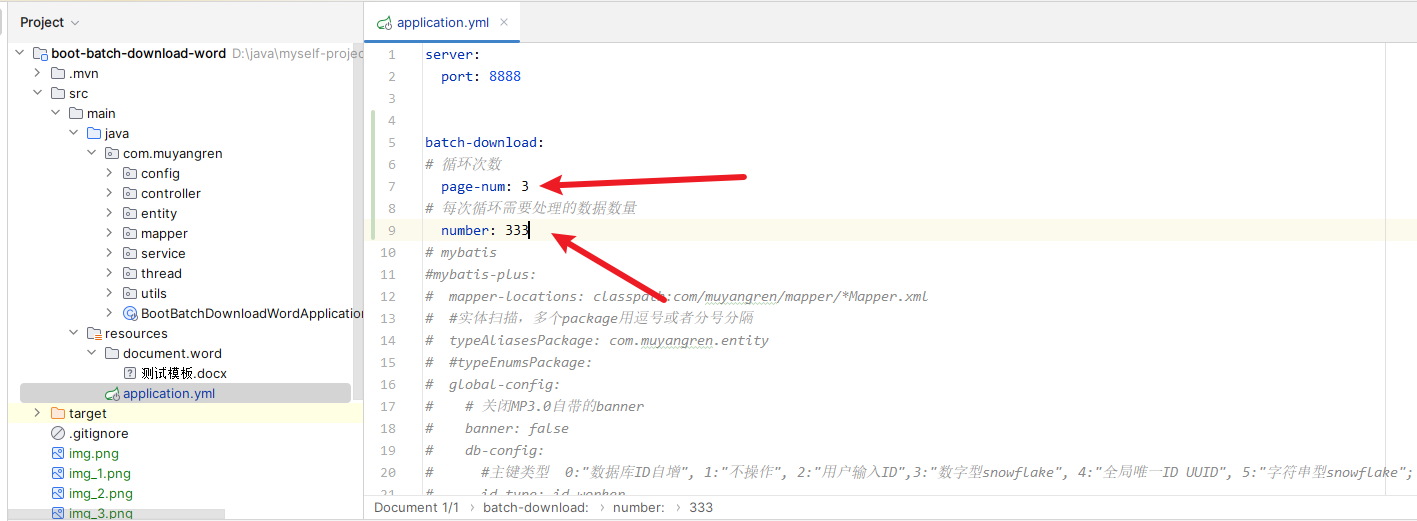 Project
boot-batch-download-word D:\java\myself-projec
.mvn
src
main
java
com.muyangren
config
controller
entity
mapper
service
thread
utils
BootBatchDownloadWordApplication
resources
document.word
测试模板.docx
application.yml
target
.gitignore
img.png
img_1.png
img_2.png
img_3.png
application.yml
1 server:
2 port: 8888
3
4
5 batch-download:
6 # 循环次数
7 page-num: 3
8 # 每次循环需要处理的数据数量
9 number: 333
10 # mybatis
11 #mybatis-plus:
12 # mapper-locations: classpath:com/muyangren/mapper/*Mapper.xml
13 # #实体扫描，多个package用逗号或者分号分隔
14 # typeAliasesPackage: com.muyangren.entity
15 # #typeEnumsPackage:
16 # global-config:
17 # # 关闭MP3.0自带的banner
18 # banner: false
19 # db-config:
20 # #主键类型 0:"数据库ID自增", 1:"不操作", 2:"用户输入ID",3:"数字型snowflake", 4:"全局唯一ID UUID", 5:"字符串型snowflake";
21 # id-type: id_worker
Document 1/1 › batch-download: › number: › 333